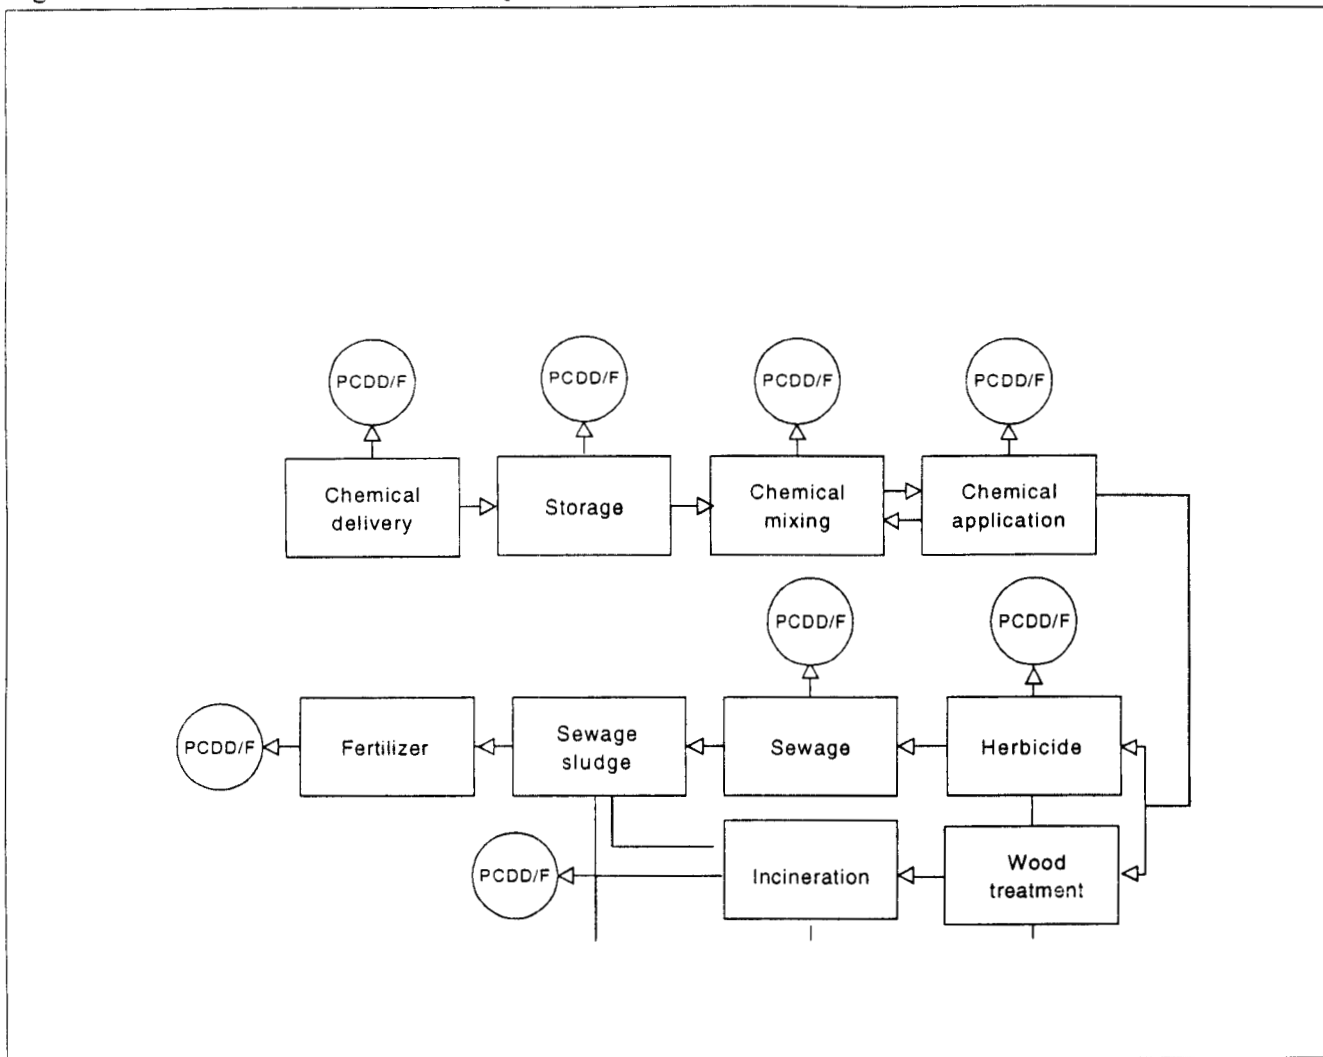 PCDD/F
PCDD/F
PCDD/F
PCDD/F
Chemical
delivery
Storage
Chemical
mixing
Chemical
application
PCDD/F
PCDD/F
PCDD/F
Fertilizer
Sewage
sludge
Sewage
Herbicide
PCDD/F
Incineration
Wood
treatment